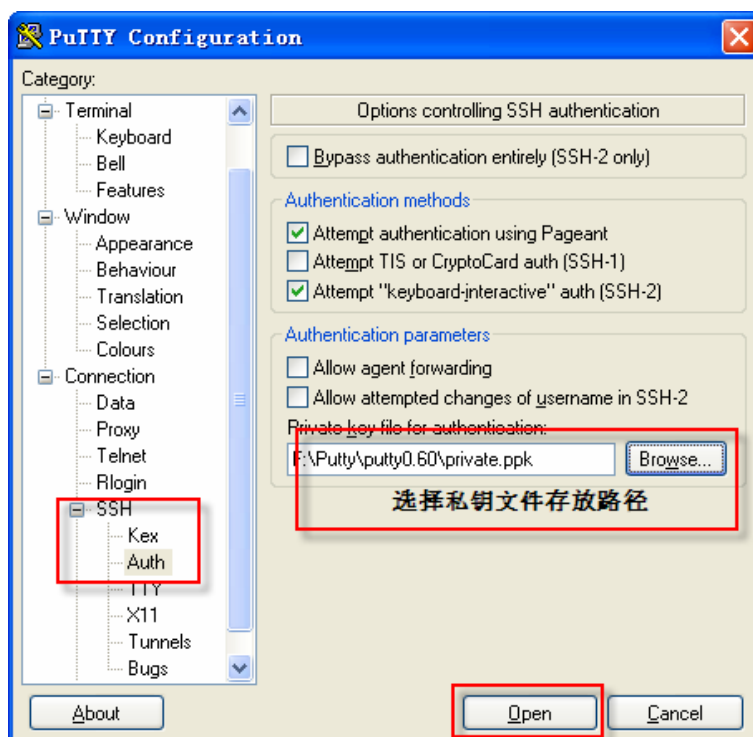 PuTTY Configuration
Category:
Terminal
Keyboard
Bell
Features
Window
Appearance
Behaviour
Translation
Selection
Colours
Connection
Data
Proxy
Telnet
Rlogin
SSH
Kex
Auth
TTY
X11
Tunnels
Bugs
Options controlling SSH authentication
Bypass authentication entirely (SSH-2 only)
Authentication methods
Attempt authentication using Pageant
Attempt TIS or CryptoCard auth (SSH-1)
Attempt "keyboard-interactive" auth (SSH-2)
Authentication parameters
Allow agent forwarding
Allow attempted changes of username in SSH-2
Private key file for authentication:
F:\Putty\putty0.60\private.ppk
Browse...
选择私钥文件存放路径
About
Open
Cancel